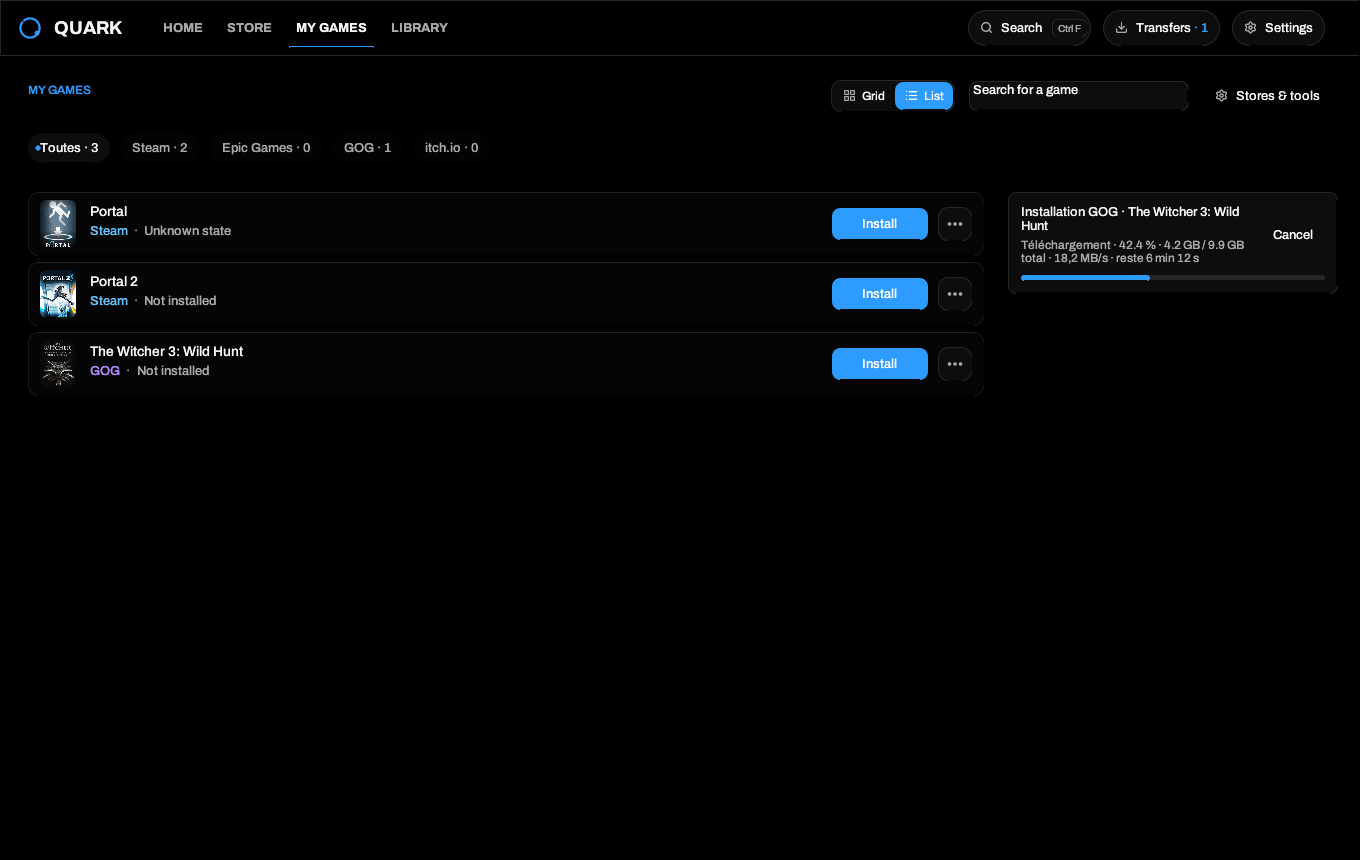 QUARK HOME STORE MY GAMES LIBRARY Search Ctrl F Transfers · 1 Settings
MY GAMES Grid List Search for a game Stores & tools
Toutes · 3 Steam · 2 Epic Games · 0 GOG · 1 itch.io · 0
Portal
Steam · Unknown state
Install
PORTAL
Portal 2
Steam · Not installed
Install
PORTAL 2
The Witcher 3: Wild Hunt
GOG · Not installed
Install
WITCHER
Installation GOG · The Witcher 3: Wild
Hunt
Téléchargement · 42.4 % · 4.2 GB / 9.9 GB
total · 18,2 MB/s · reste 6 min 12 s
Cancel